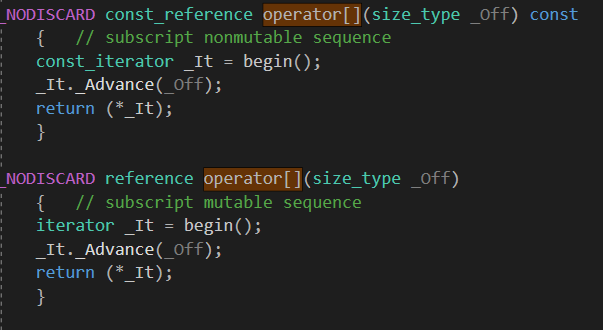 _NODISCARD const_reference operator[](size_type _Off) const
{ // subscript nonmutable sequence
const_iterator _It = begin();
_It._Advance(_Off);
return (*_It);
}
_NODISCARD reference operator[](size_type _Off)
{ // subscript mutable sequence
iterator _It = begin();
_It._Advance(_Off);
return (*_It);
}